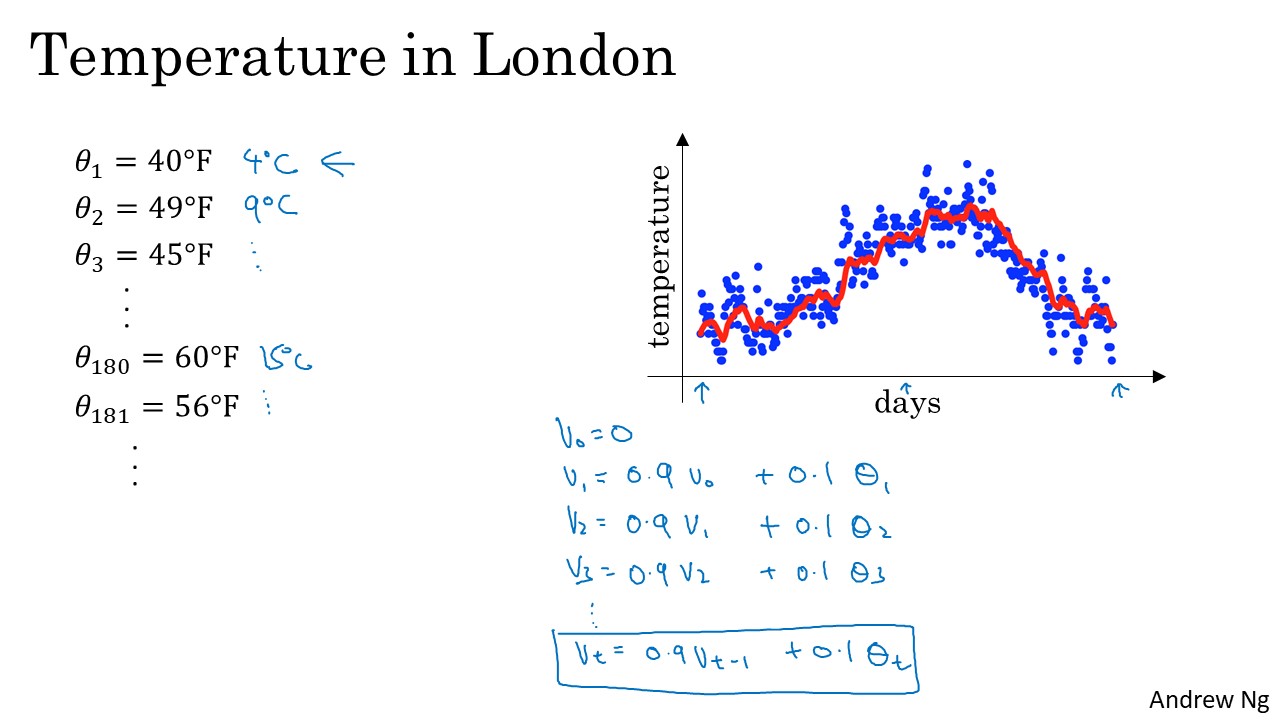 Temperature in London
θ₁ = 40°F 4°C ←
θ₂ = 49°F 9°C
θ₃ = 45°F ⋮
⋮
θ₁₈₀ = 60°F 15°C
θ₁₈₁ = 56°F ⋮
⋮
temperature
days
V₀ = 0
V₁ = 0.9 V₀ + 0.1 θ₁
V₂ = 0.9 V₁ + 0.1 θ₂
V₃ = 0.9 V₂ + 0.1 θ₃
⋮
Vₜ = 0.9 Vₜ₋₁ + 0.1 θₜ
Andrew Ng